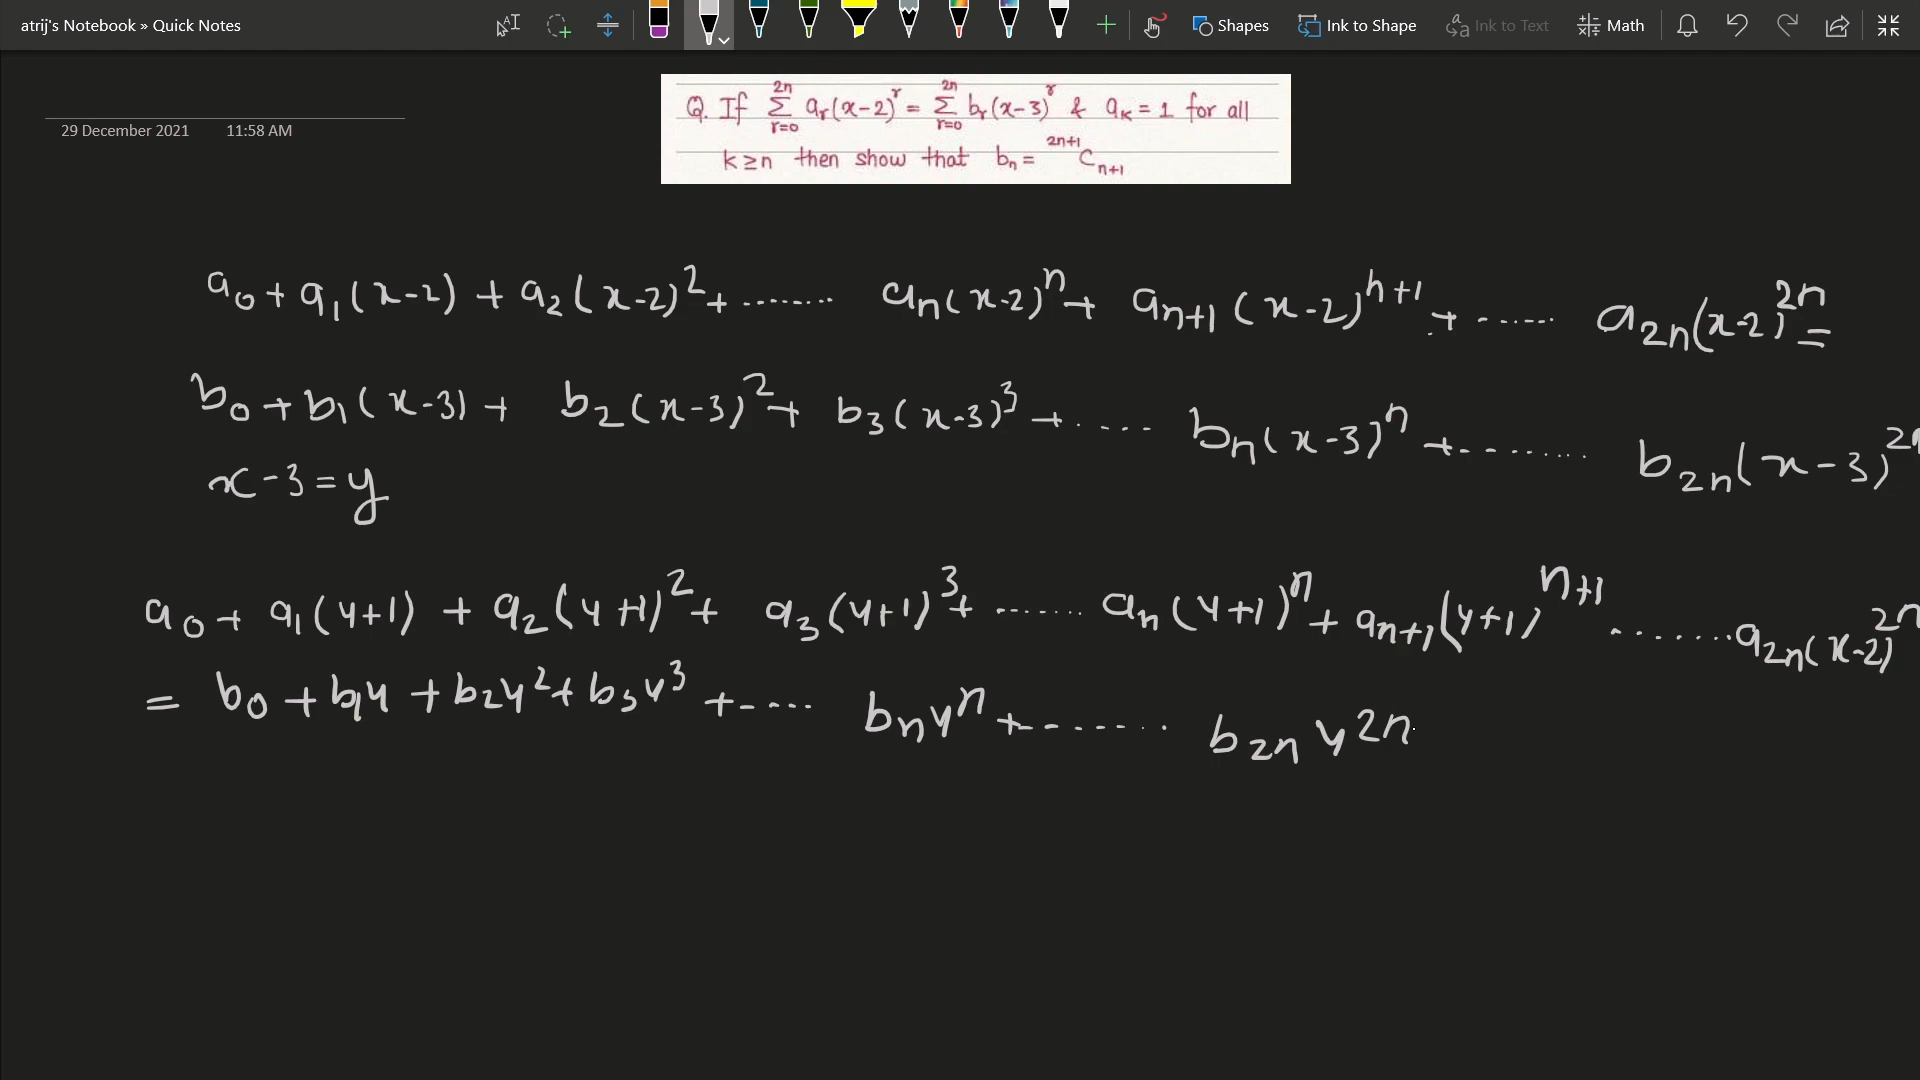 atrij's Notebook » Quick Notes
Shapes Ink to Shape Ink to Text Math
29 December 2021 11:58 AM
Q. If $\sum_{r=0}^{2n} a_r(x-2)^r = \sum_{r=0}^{2n} b_r(x-3)^r$ & $a_k = 1$ for all
$k \geq n$ then show that $b_n = {}^{2n+1}C_{n+1}$
$a_0 + a_1(x-2) + a_2(x-2)^2 + ....... a_n(x-2)^n + a_{n+1}(x-2)^{n+1} + ...... a_{2n}(x-2)^{2n} =$
$b_0 + b_1(x-3) + b_2(x-3)^2 + b_3(x-3)^3 + ..... b_n(x-3)^n + ........ b_{2n}(x-3)^{2n}$
$x-3 = y$
$a_0 + a_1(y+1) + a_2(y+1)^2 + a_3(y+1)^3 + ...... a_n(y+1)^n + a_{n+1}(y+1)^{n+1} ....... a_{2n}(x-2)^{2n}$
$= b_0 + b_1y + b_2y^2 + b_3y^3 + ..... b_ny^n + ........ b_{2n}y^{2n}$